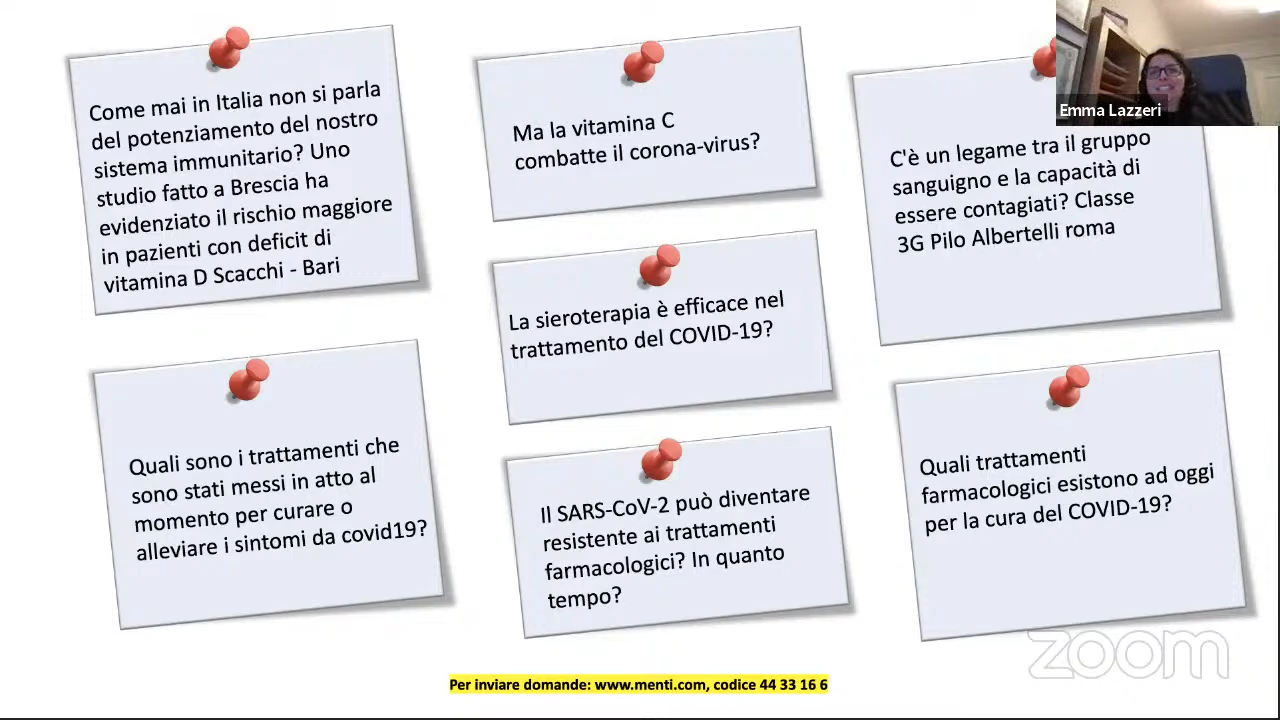 Come mai in Italia non si parla
del potenziamento del nostro
sistema immunitario? Uno
studio fatto a Brescia ha
evidenziato il rischio maggiore
in pazienti con deficit di
vitamina D Scacchi - Bari
Ma la vitamina C
combatte il corona-virus?
C'è un legame tra il gruppo
sanguigno e la capacità di
essere contagiati? Classe
3G Pilo Albertelli roma
Emma Lazzeri
La sieroterapia è efficace nel
trattamento del COVID-19?
Quali sono i trattamenti che
sono stati messi in atto al
momento per curare o
alleviare i sintomi da covid19?
Il SARS-CoV-2 può diventare
resistente ai trattamenti
farmacologici? In quanto
tempo?
Quali trattamenti
farmacologici esistono ad oggi
per la cura del COVID-19?
zoom
Per inviare domande: www.menti.com, codice 44 33 16 6